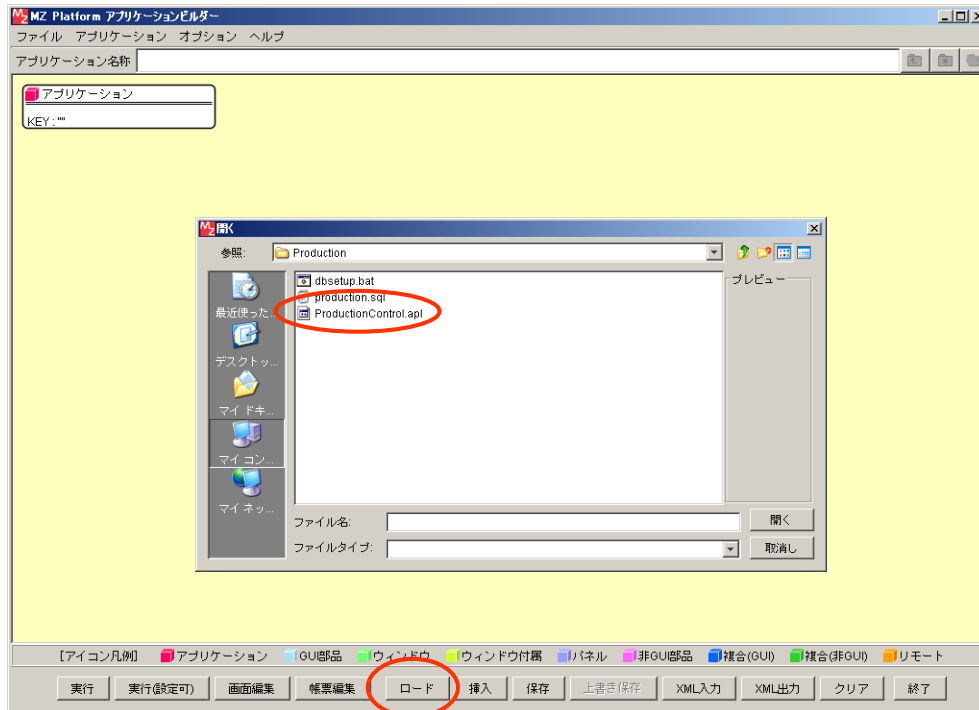 MZ Platform アプリケーションビルダー
ファイル アプリケーション オプション ヘルプ
アプリケーション名称
アプリケーション
KEY : ""
開く
参照: Production
dbsetup.bat
production.sql
ProductionControl.apl
プレビュー
最近使った...
デスクトッ...
マイ ドキ...
マイ コン...
マイ ネッ...
ファイル名: 開く
ファイルタイプ: 取消し
[アイコン凡例] アプリケーション GUI部品 ウィンドウ ウィンドウ付属 パネル 非GUI部品 複合(GUI) 複合(非GUI) リモート
実行 実行(設定可) 画面編集 帳票編集 ロード 挿入 保存 上書き保存 XML入力 XML出力 クリア 終了